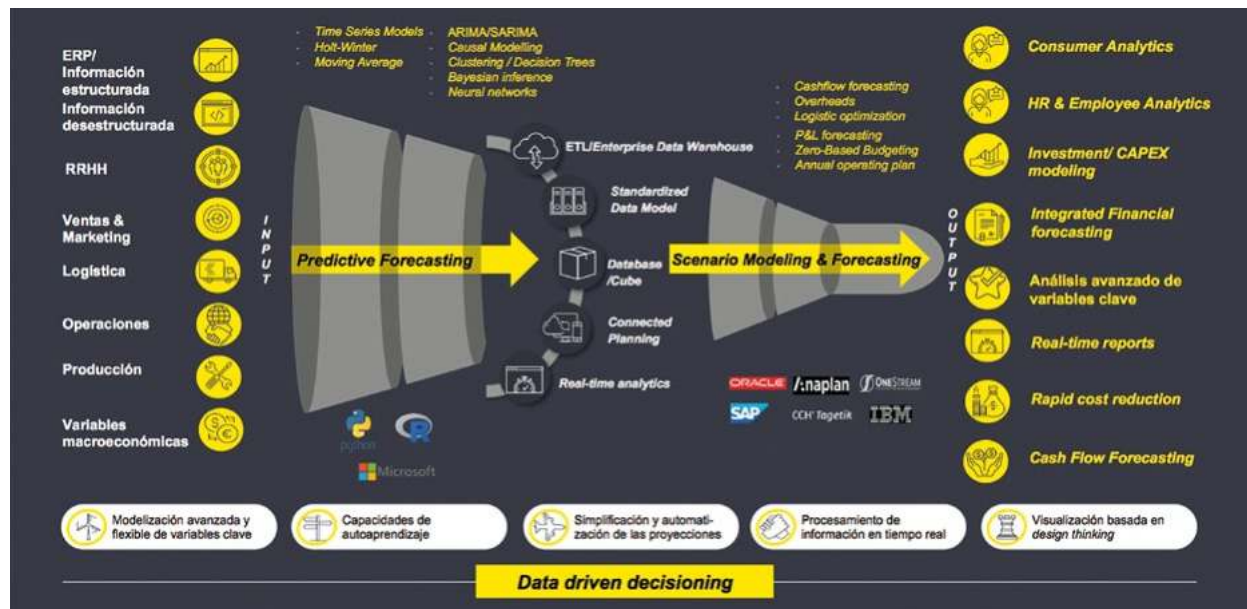 ERP/
Información
estructurada
Información
desestructurada
RRHH
Ventas &
Marketing
Logística
Operaciones
Producción
Variables
macroeconómicas
INPUT
- Time Series Models
- Holt-Winter
- Moving Average
- ARIMA/SARIMA
- Causal Modelling
- Clustering / Decision Trees
- Bayesian inference
- Neural networks
Predictive Forecasting
python
R
Microsoft
ETL/Enterprise Data Warehouse
Standardized
Data Model
Database
/Cube
Connected
Planning
Real-time analytics
- Cashflow forecasting
- Overheads
- Logistic optimization
- P&L forecasting
- Zero-Based Budgeting
- Annual operating plan
Scenario Modeling & Forecasting
ORACLE
Anaplan
ONESTREAM
SAP
CCH Tagetik
IBM
OUTPUT
Consumer Analytics
HR & Employee Analytics
Investment/ CAPEX
modeling
Integrated Financial
forecasting
Análisis avanzado de
variables clave
Real-time reports
Rapid cost reduction
Cash Flow Forecasting
Modelización avanzada y
flexible de variables clave
Capacidades de
autoaprendizaje
Simplificación y automati-
zación de las proyecciones
Procesamiento de
información en tiempo real
Visualización basada en
design thinking
Data driven decisioning